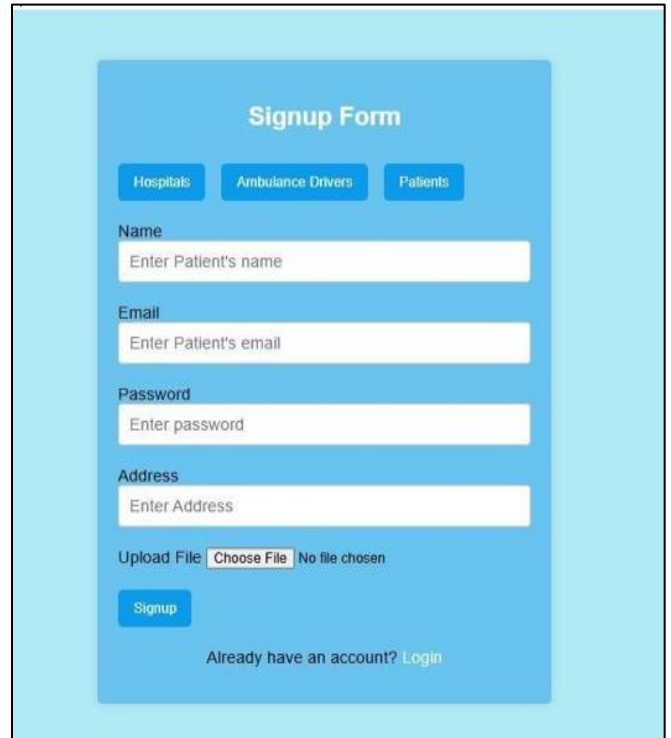 Signup Form
Hospitals Ambulance Drivers Patients
Name
Enter Patient's name
Email
Enter Patient's email
Password
Enter password
Address
Enter Address
Upload File Choose File No file chosen
Signup
Already have an account? Login